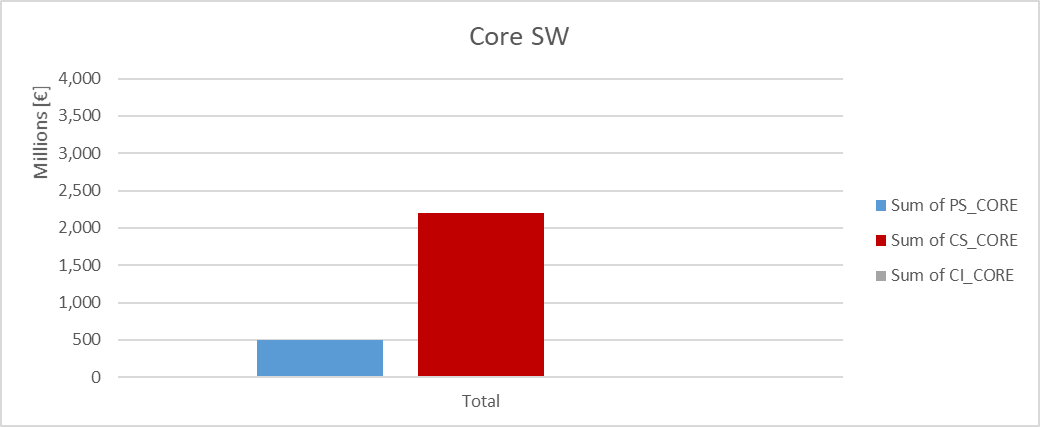 Core SW
Millions [€]
4,000
3,500
3,000
2,500
2,000
1,500
1,000
500
0
Total
Sum of PS_CORE
Sum of CS_CORE
Sum of CI_CORE